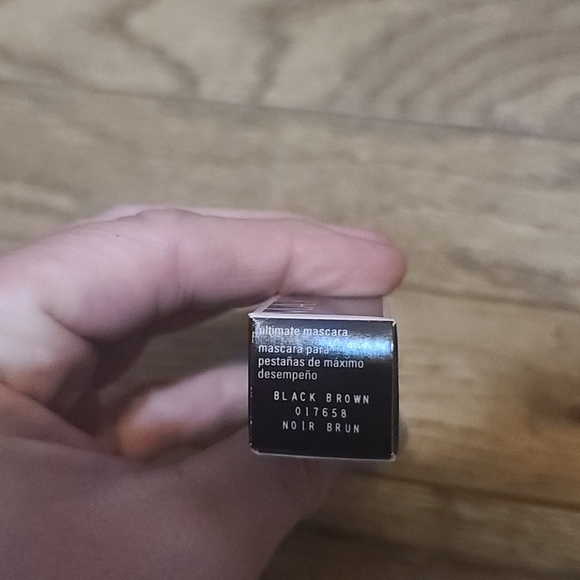 ultimate mascara
mascara para
pestañas de máximo
desempeño
BLACK BROWN
017658
NOIR BRUN